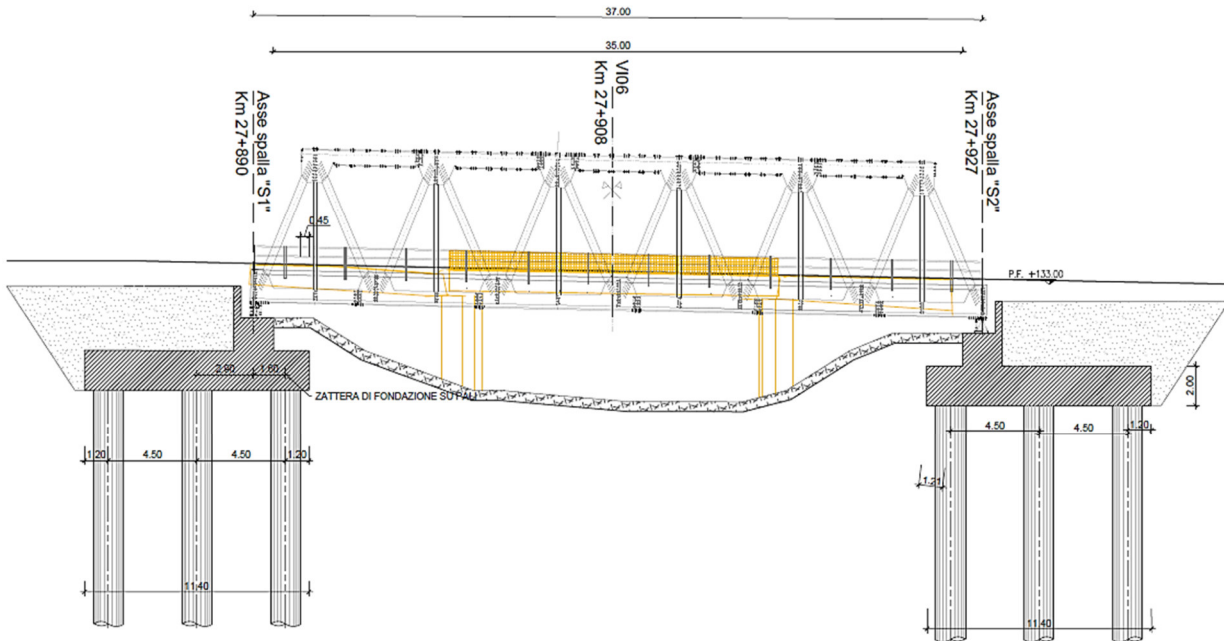 37.00
35.00
Asse spalla "S1"
Km 27+890
VI06
Km 27+908
Asse spalla "S2"
Km 27+927
0.45
P.F. +133.00
2.90
1.60
ZATTERA DI FONDAZIONE SU PALI
2.00
1.20
4.50
4.50
1.20
4.50
4.50
1.20
1.21
11.40
11.40